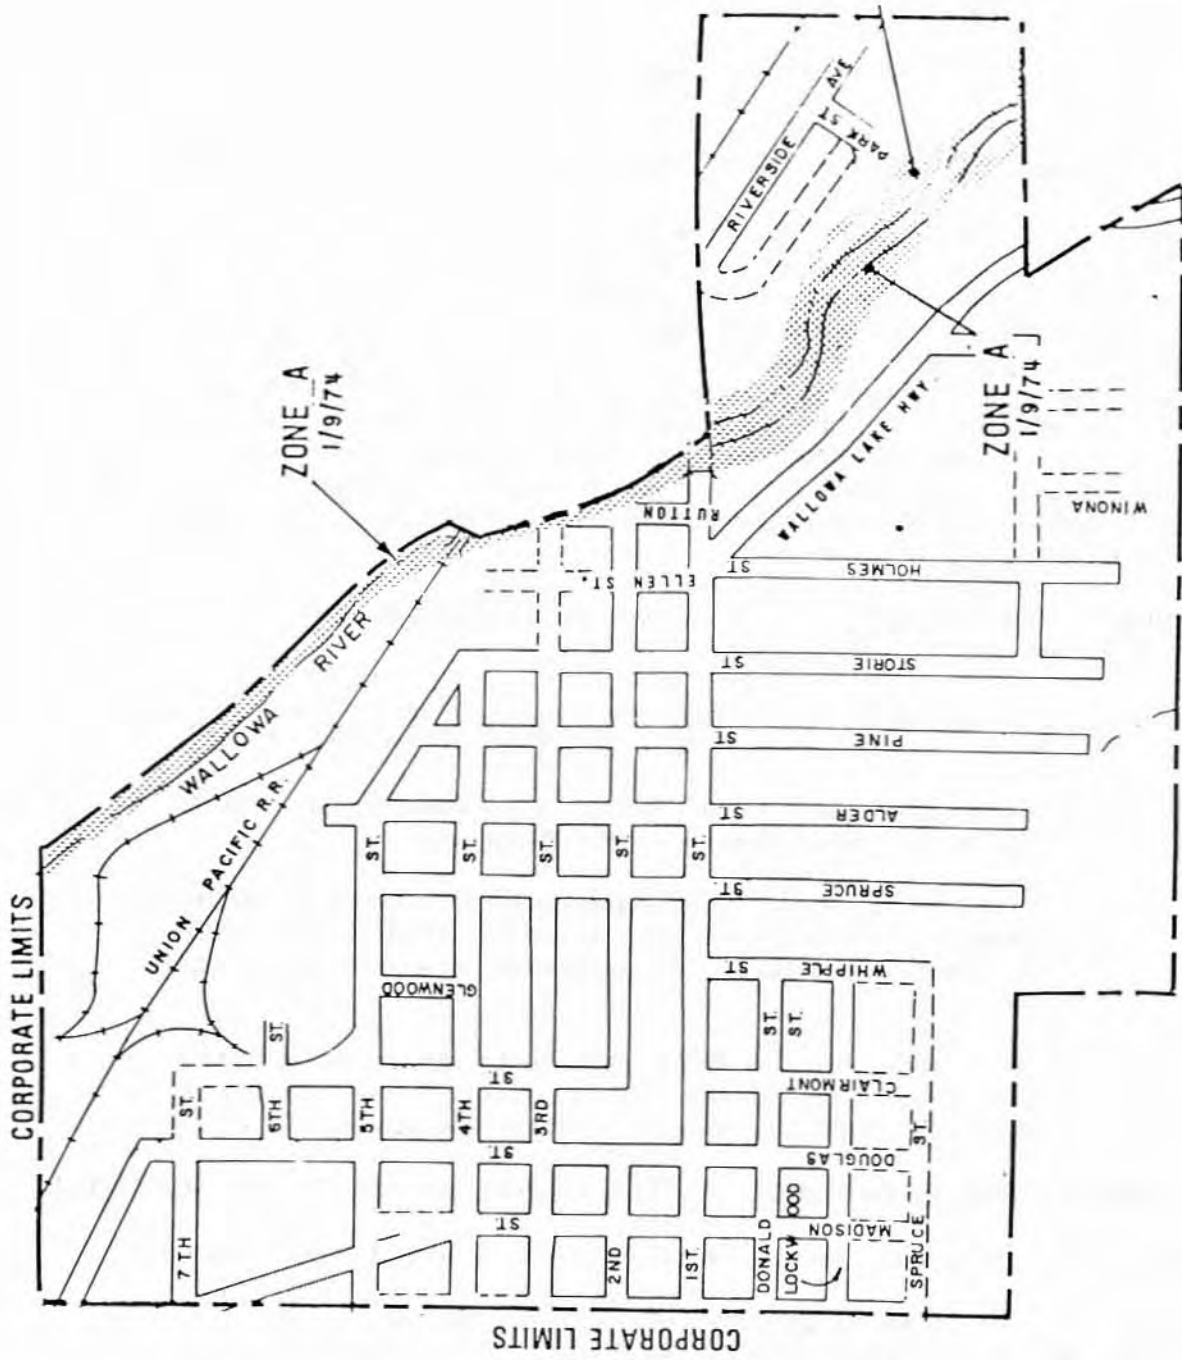 CORPORATE LIMITS
ZONE A
1/9/74
WALLOWA RIVER
UNION PACIFIC R.R.
RIVERSIDE AVE
PARK ST
ZONE A
1/9/74
WALLOWA LAKE HWY.
RUTTON
ELLEN ST.
WINONA
HOLMES ST
STORIE ST
PINE ST
ALDER ST
SPRUCE ST.
WHIPPLE ST
GLENWOOD
CLAIRMONT ST
DOUGLAS ST.
MADISON ST
7TH ST.
6TH ST.
5TH ST.
4TH ST.
3RD ST.
2ND ST.
1ST. ST.
DONALD ST.
LOCKWOOD ST.
SPRUCE ST
CORPORATE LIMITS